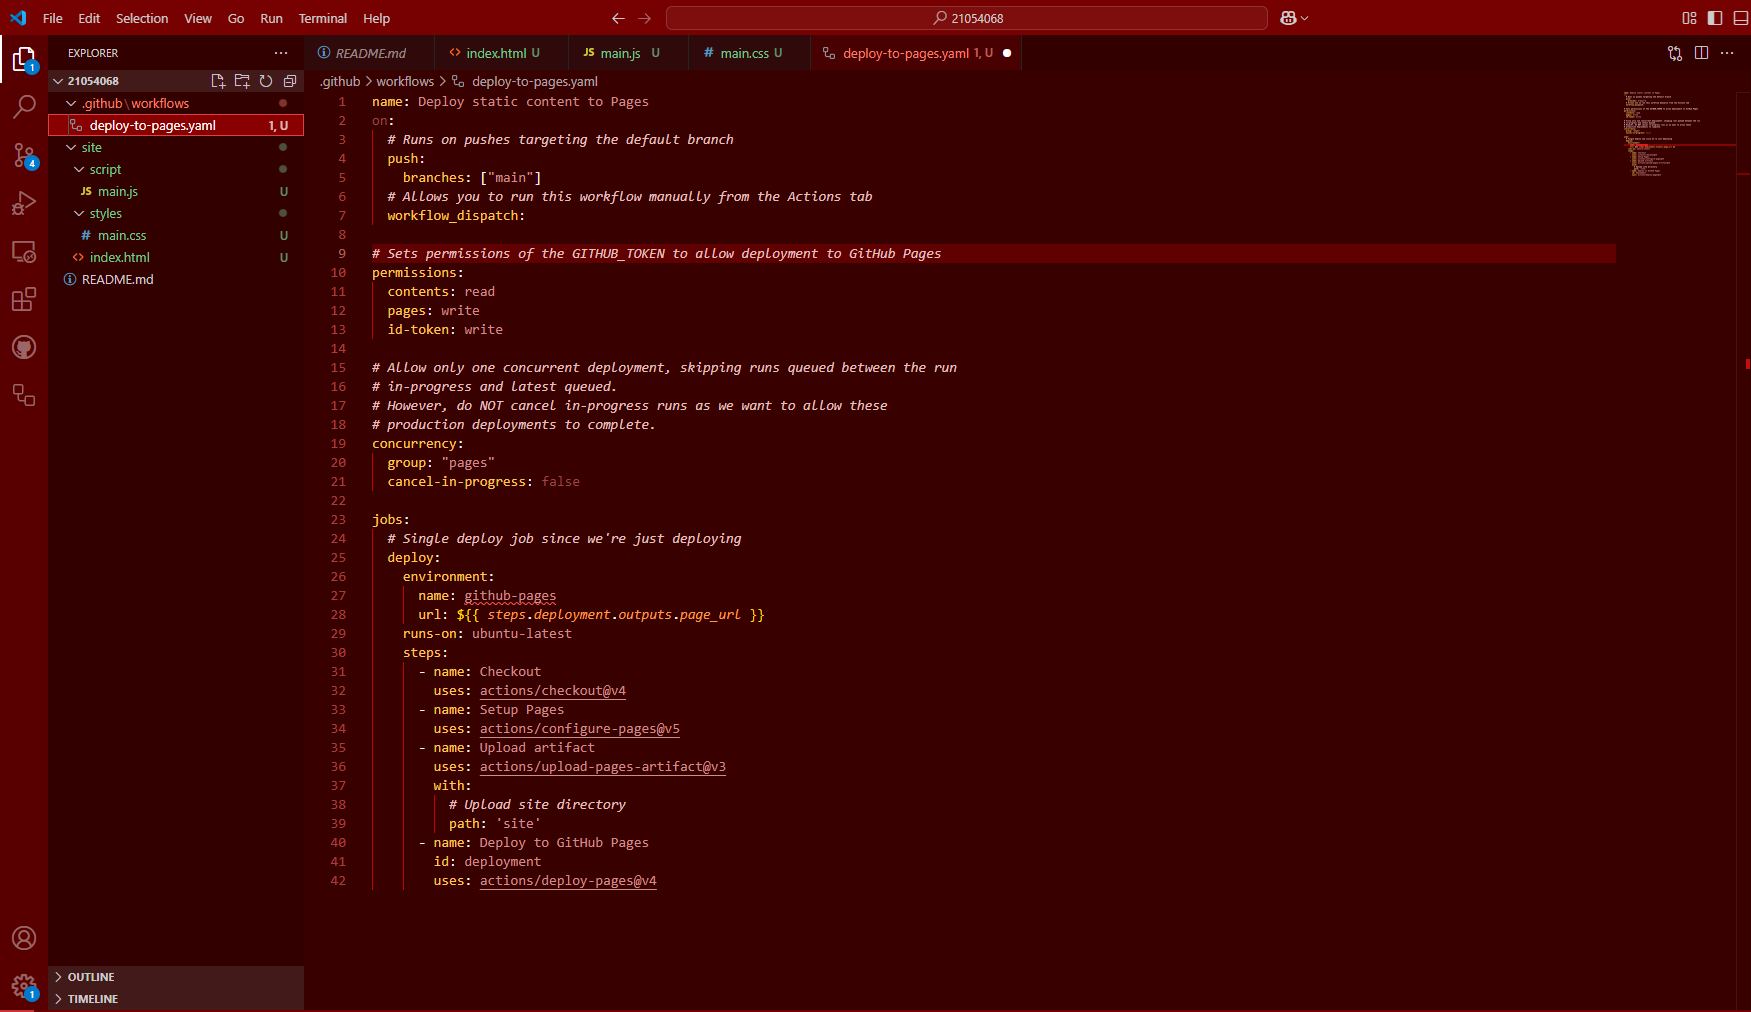 File Edit Selection View Go Run Terminal Help
21054068
EXPLORER
21054068
.github\workflows
deploy-to-pages.yaml 1, U
site
script
JS main.js U
styles
# main.css U
<> index.html U
README.md
OUTLINE
TIMELINE
1
4
1
README.md
<> index.html U
JS main.js U
# main.css U
deploy-to-pages.yaml 1, U
.github > workflows > deploy-to-pages.yaml
1 name: Deploy static content to Pages
2 on:
3 # Runs on pushes targeting the default branch
4 push:
5 branches: ["main"]
6 # Allows you to run this workflow manually from the Actions tab
7 workflow_dispatch:
8
9 # Sets permissions of the GITHUB_TOKEN to allow deployment to GitHub Pages
10 permissions:
11 contents: read
12 pages: write
13 id-token: write
14
15 # Allow only one concurrent deployment, skipping runs queued between the run
16 # in-progress and latest queued.
17 # However, do NOT cancel in-progress runs as we want to allow these
18 # production deployments to complete.
19 concurrency:
20 group: "pages"
21 cancel-in-progress: false
22
23 jobs:
24 # Single deploy job since we're just deploying
25 deploy:
26 environment:
27 name: github-pages
28 url: ${{ steps.deployment.outputs.page_url }}
29 runs-on: ubuntu-latest
30 steps:
31 - name: Checkout
32 uses: actions/checkout@v4
33 - name: Setup Pages
34 uses: actions/configure-pages@v5
35 - name: Upload artifact
36 uses: actions/upload-pages-artifact@v3
37 with:
38 # Upload site directory
39 path: 'site'
40 - name: Deploy to GitHub Pages
41 id: deployment
42 uses: actions/deploy-pages@v4